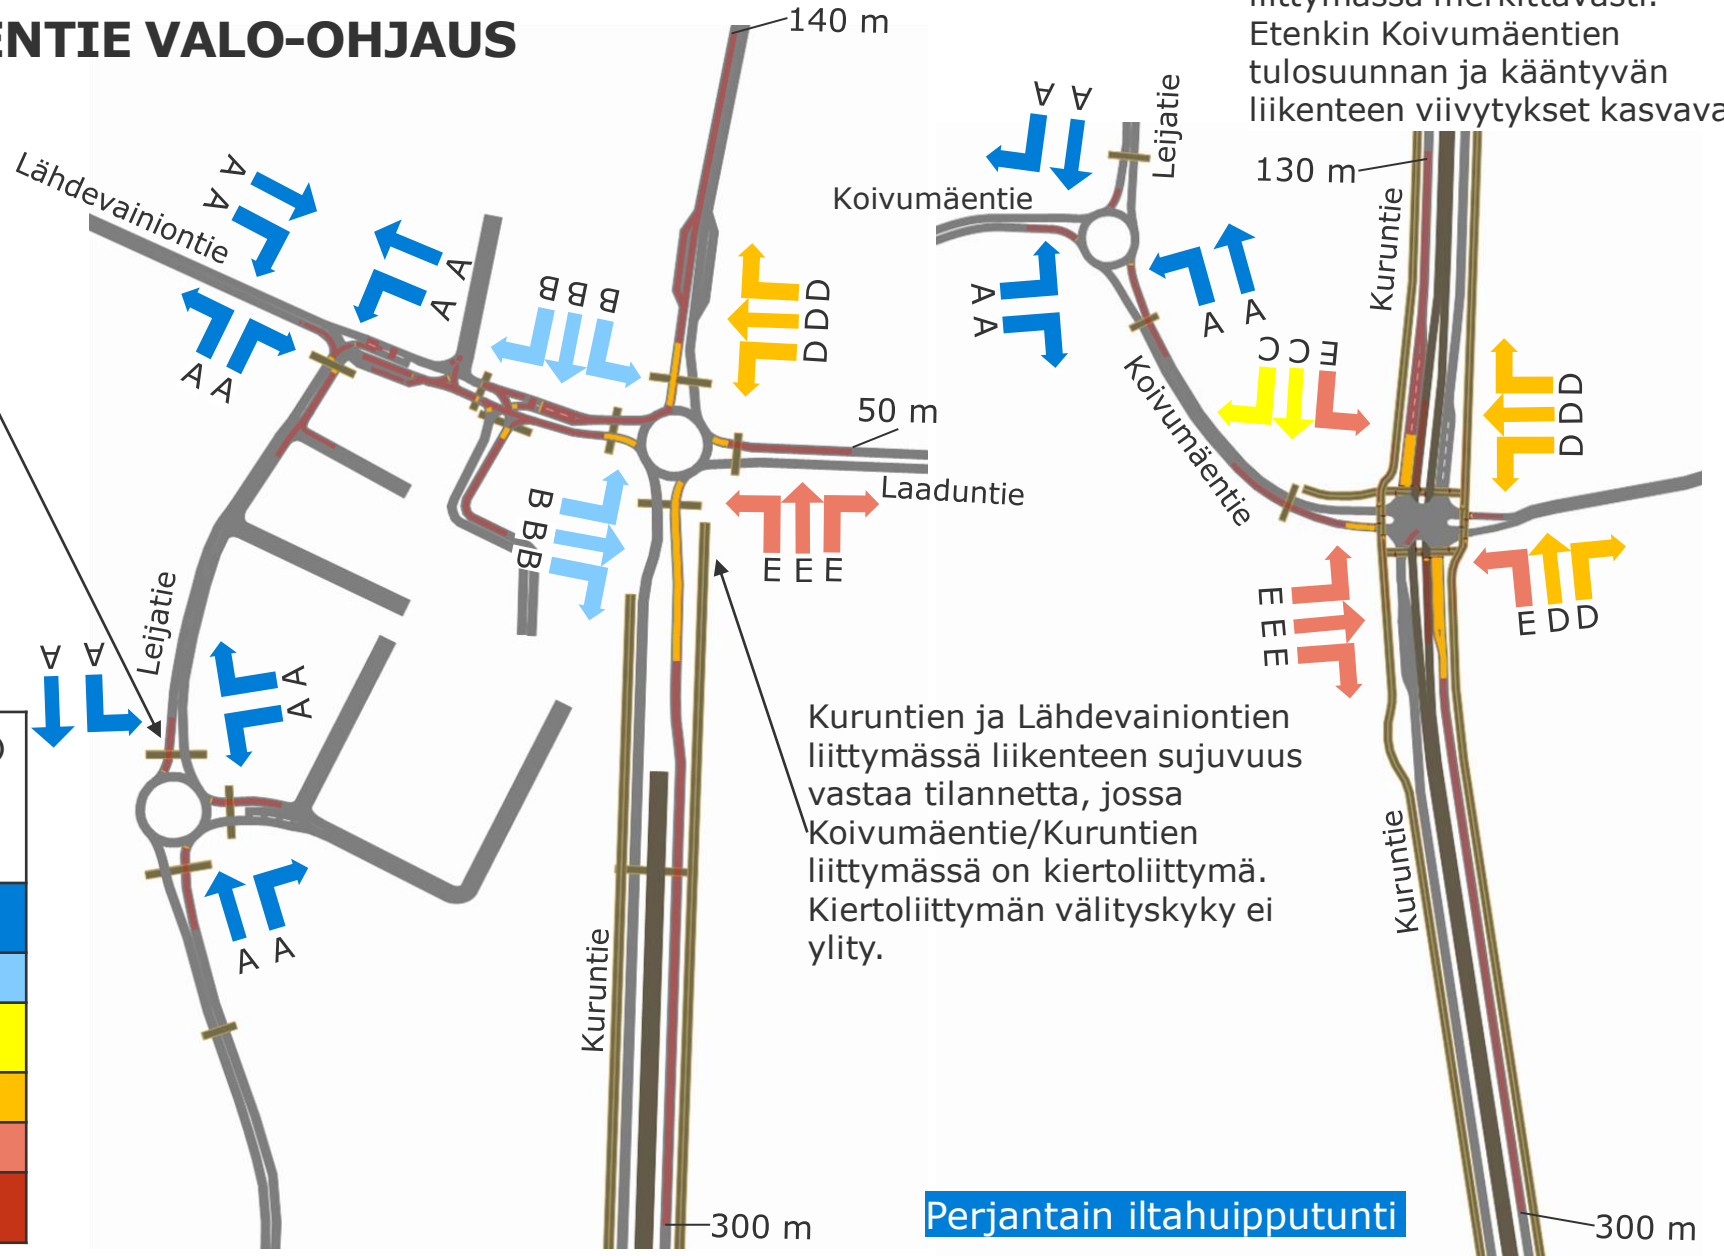 ENTIE VALO-OHJAUS
140 m
liittymässä merkittävästi.
Etenkin Koivumäentien
tulosuunnan ja kääntyvän
liikenteen viivytykset kasvava
Lähdevainiontie
A
A
A
A
A A
B B B
D
D
D
50 m
Laaduntie
B
B
B
E E E
Leijatie
A A
A
A
A A
Kuruntie
300 m
Kuruntien ja Lähdevainiontien
liittymässä liikenteen sujuvuus
vastaa tilannetta, jossa
Koivumäentie/Kuruntien
liittymässä on kiertoliittymä.
Kiertoliittymän välityskyky ei
ylity.
A A
Leijatie
Koivumäentie
130 m
Kuruntie
A
A
A A
Koivumäentie
C C E
D
D
D
E
E
E
E D D
Kuruntie
Perjantain iltahuipputunti
300 m